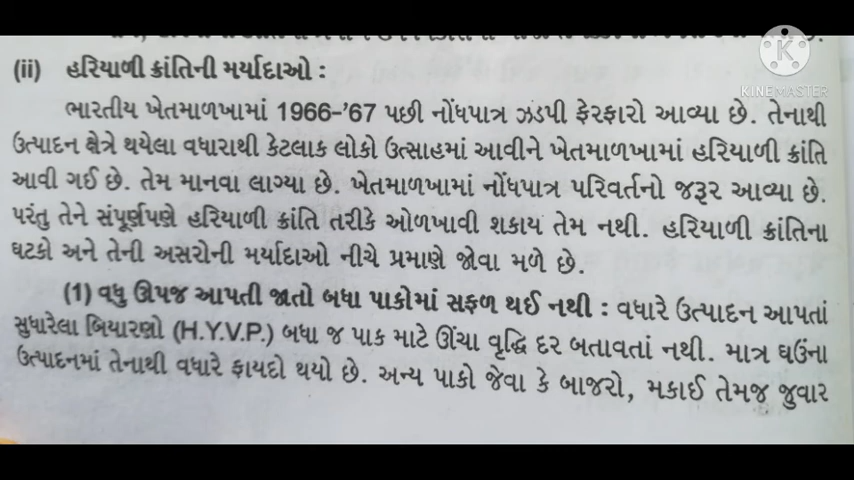 KINEMASTER
(ii) હરિયાળી ક્રાંતિની મર્યાદાઓ :
ભારતીય ખેતમાળખામાં 1966–'67 પછી નોંધપાત્ર ઝડપી ફેરફારો આવ્યા છે. તેનાથી
ઉત્પાદન ક્ષેત્રે થયેલા વધારાથી કેટલાક લોકો ઉત્સાહમાં આવીને ખેતમાળખામાં હરિયાળી ક્રાંતિ
આવી ગઈ છે. તેમ માનવા લાગ્યા છે. ખેતમાળખામાં નોંધપાત્ર પરિવર્તનો જરૂર આવ્યા છે.
પરંતુ તેને સંપૂર્ણપણે હરિયાળી ક્રાંતિ તરીકે ઓળખાવી શકાય તેમ નથી. હરિયાળી ક્રાંતિના
ઘટકો અને તેની અસરોની મર્યાદાઓ નીચે પ્રમાણે જોવા મળે છે.
(1) વધુ ઊપજ આપતી જાતો બધા પાકોમાં સફળ થઈ નથી : વધારે ઉત્પાદન આપતાં
સુધારેલા બિયારણો (H.Y.V.P.) બધા જ પાક માટે ઊંચા વૃદ્ધિ દર બતાવતાં નથી. માત્ર ઘઉંના
ઉત્પાદનમાં તેનાથી વધારે ફાયદો થયો છે. અન્ય પાકો જેવા કે બાજરો, મકાઈ તેમજ જુવાર